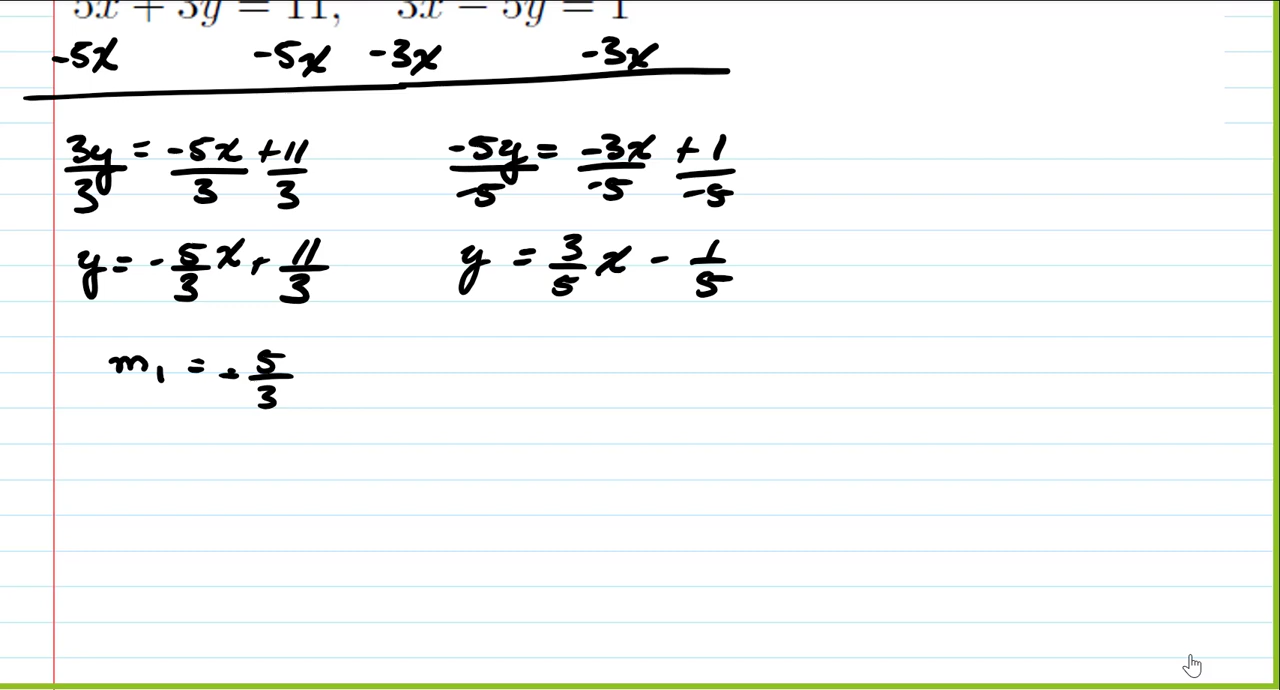 5x + 3y = 11, 3x − 5y = 1
-5x -5x -3x -3x
3y/3 = -5x/3 +11/3 -5y/-5 = -3x/-5 +1/-5
y = -5/3 x + 11/3 y = 3/5 x - 1/5
m₁ = -5/3